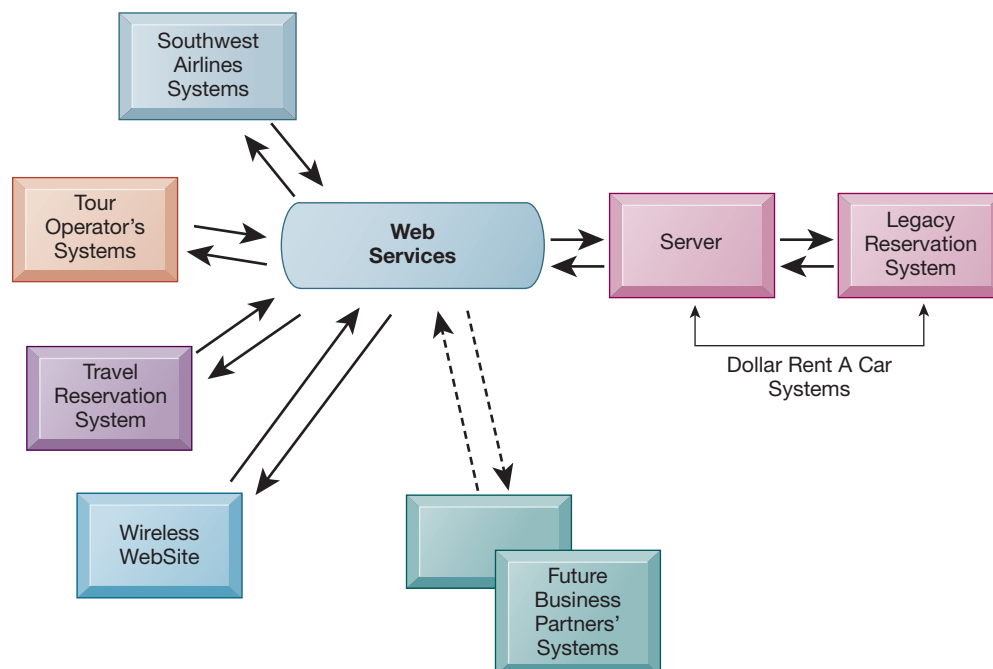 Southwest
Airlines
Systems
Tour
Operator’s
Systems
Web
Services
Server
Legacy
Reservation
System
Dollar Rent A Car
Systems
Travel
Reservation
System
Wireless
WebSite
Future
Business
Partners’
Systems